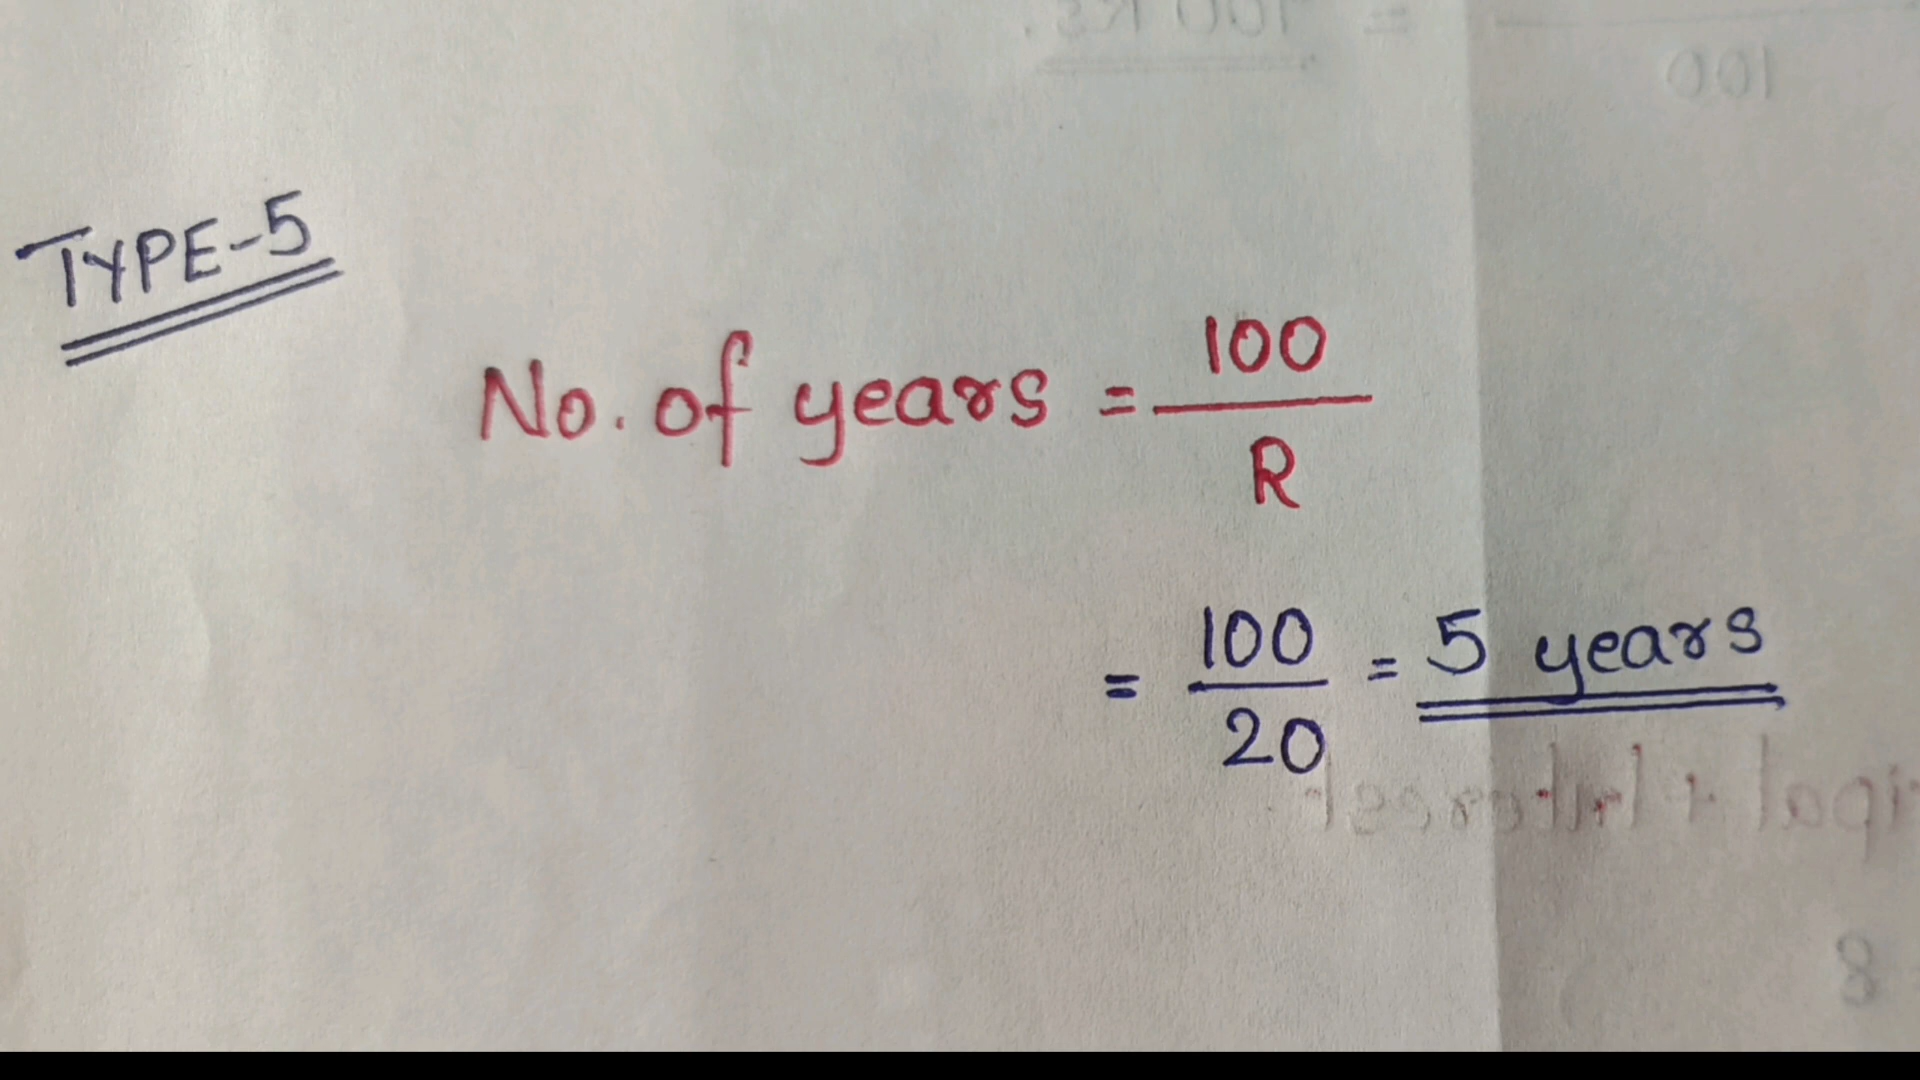 TYPE-5
No. of years = 100/R
= 100/20 = 5 years